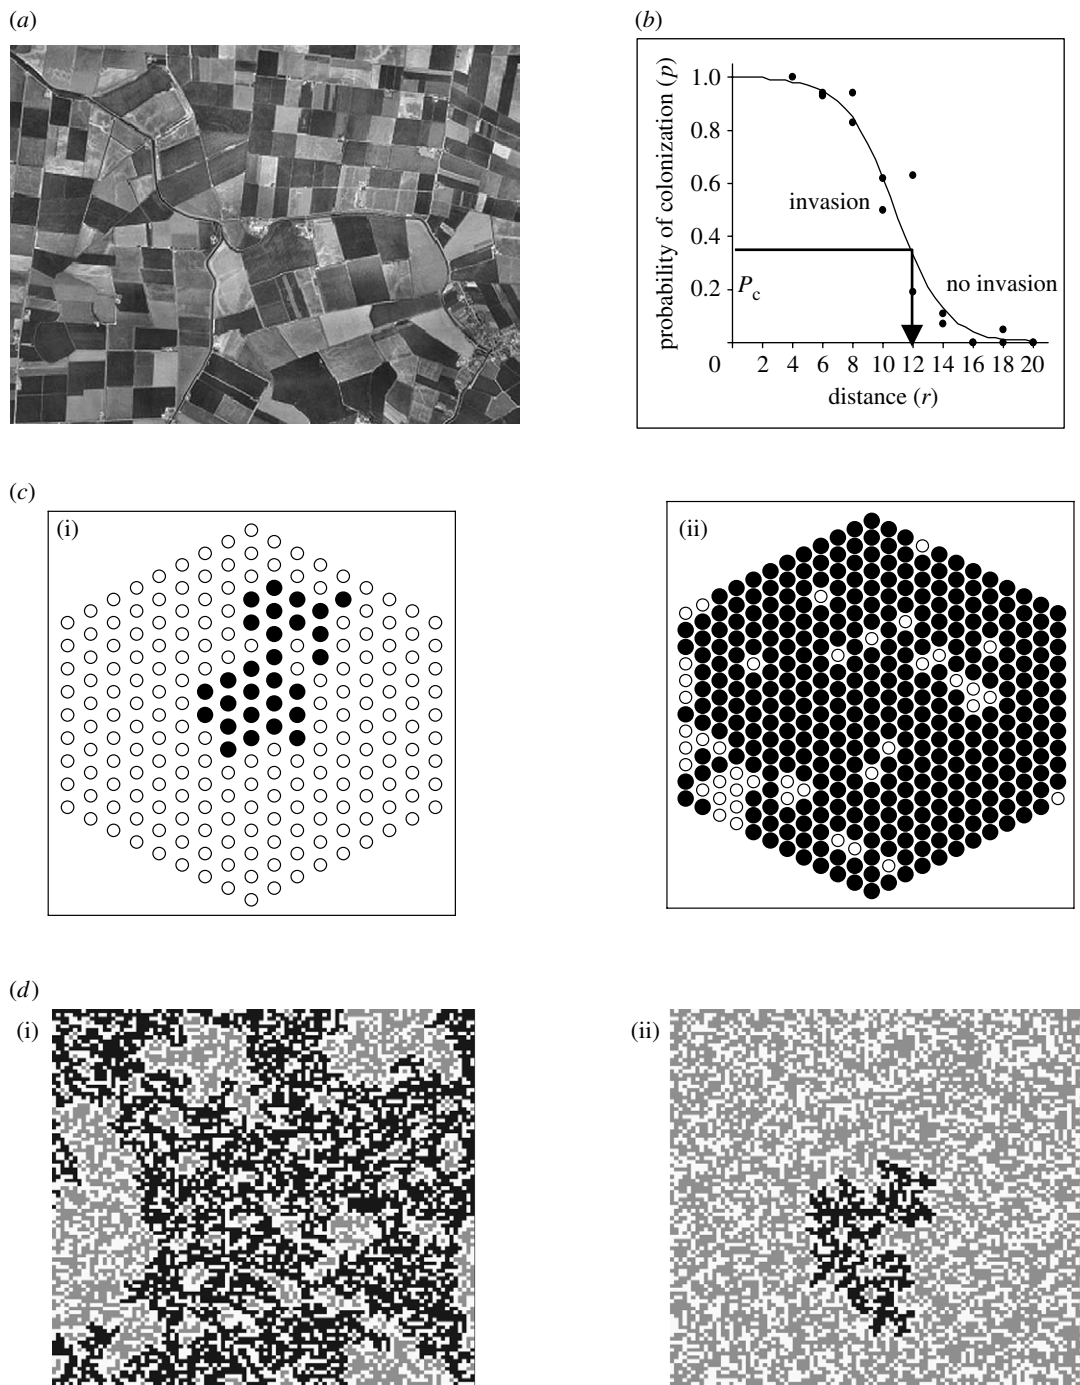 (a)
(b)
probability of colonization (p)
1.0
0.8
0.6
0.4
0.2
0
invasion
no invasion
Pc
2 4 6 8 10 12 14 16 18 20
distance (r)
(c)
(i)
(ii)
(d)
(i)
(ii)